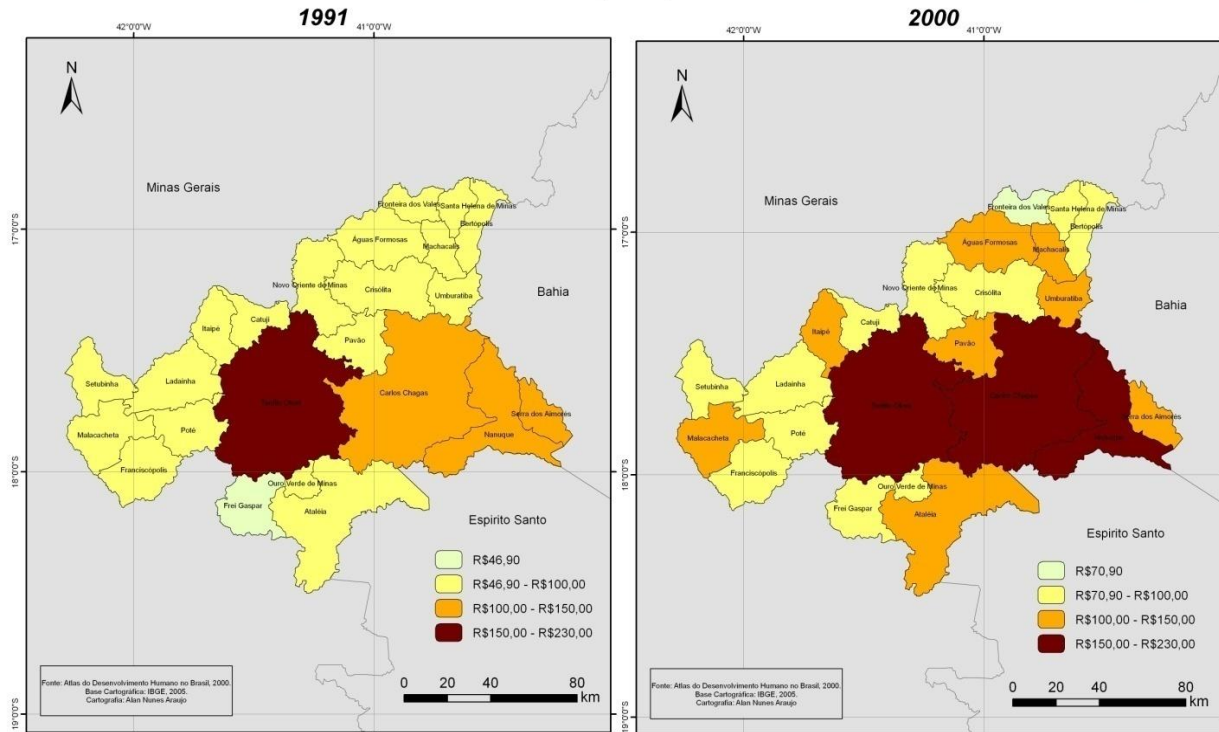 1991
42°0'0"W
41°0'0"W
N
Minas Gerais
Fronteira dos Vales
Santa Helena de Minas
Bertópolis
17°0'0"S
Águas Formosas
Machacalis
Bahia
Novo Oriente de Minas
Crisólita
Umburatiba
Itaipé
Catuji
Pavão
Setubinha
Ladainha
Teófilo Otoni
Carlos Chagas
Serra dos Aimorés
Malacacheta
Poté
Nanuque
Franciscópolis
18°0'0"S
Ouro Verde de Minas
Frei Gaspar
Ataléia
Espirito Santo
R$46,90
R$46,90 - R$100,00
R$100,00 - R$150,00
R$150,00 - R$230,00
Fonte: Atlas do Desenvolvimento Humano no Brasil, 2000.
Base Cartográfica: IBGE, 2005.
Cartografia: Alan Nunes Araujo
0 20 40 80
km
19°0'0"S
2000
42°0'0"W
41°0'0"W
N
Minas Gerais
Fronteira dos Vales
Santa Helena de Minas
Bertópolis
17°0'0"S
Águas Formosas
Machacalis
Novo Oriente de Minas
Crisólita
Umburatiba
Bahia
Itaipé
Catuji
Pavão
Setubinha
Ladainha
Teófilo Otoni
Carlos Chagas
Serra dos Aimorés
Malacacheta
Poté
Nanuque
Franciscópolis
18°0'0"S
Ouro Verde de Minas
Frei Gaspar
Ataléia
Espirito Santo
R$70,90
R$70,90 - R$100,00
R$100,00 - R$150,00
R$150,00 - R$230,00
Fonte: Atlas do Desenvolvimento Humano no Brasil, 2000.
Base Cartográfica: IBGE, 2005.
Cartografia: Alan Nunes Araujo
0 20 40 80
km
19°0'0"S